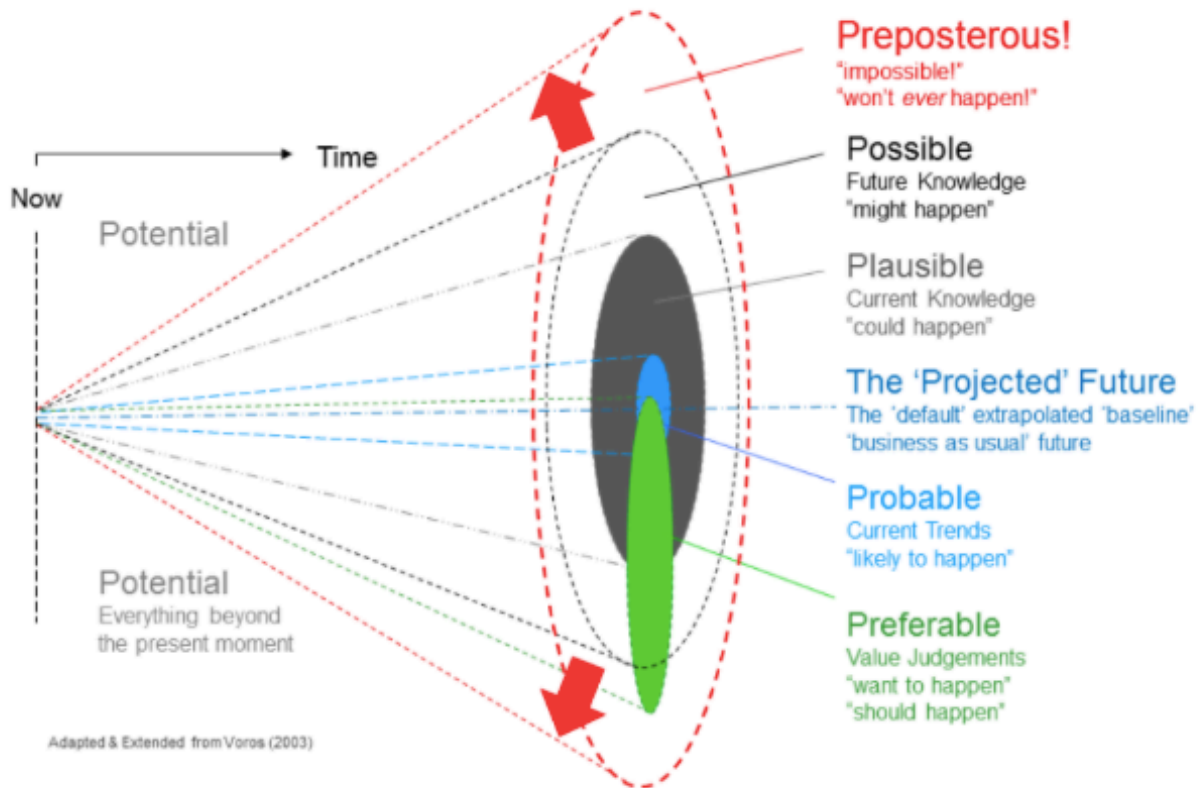 Preposterous!
“impossible!”
“won't ever happen!”
Time
Now
Potential
Possible
Future Knowledge
“might happen”
Plausible
Current Knowledge
“could happen”
The ‘Projected’ Future
The ‘default’ extrapolated ‘baseline’
‘business as usual’ future
Probable
Current Trends
“likely to happen”
Potential
Everything beyond
the present moment
Preferable
Value Judgements
“want to happen”
“should happen”
Adapted & Extended from Voros (2003)